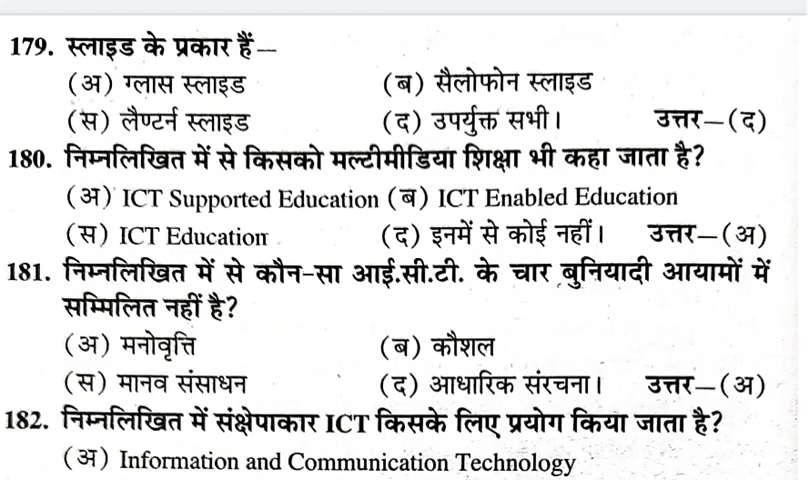 179. स्लाइड के प्रकार हैं—
(अ) ग्लास स्लाइड (ब) सैलोफोन स्लाइड
(स) लैण्टर्न स्लाइड (द) उपर्युक्त सभी। उत्तर—(द)
180. निम्नलिखित में से किसको मल्टीमीडिया शिक्षा भी कहा जाता है?
(अ) ICT Supported Education (ब) ICT Enabled Education
(स) ICT Education (द) इनमें से कोई नहीं। उत्तर—(अ)
181. निम्नलिखित में से कौन-सा आई.सी.टी. के चार बुनियादी आयामों में
सम्मिलित नहीं है?
(अ) मनोवृत्ति (ब) कौशल
(स) मानव संसाधन (द) आधारिक संरचना। उत्तर—(अ)
182. निम्नलिखित में संक्षेपाकार ICT किसके लिए प्रयोग किया जाता है?
(अ) Information and Communication Technology